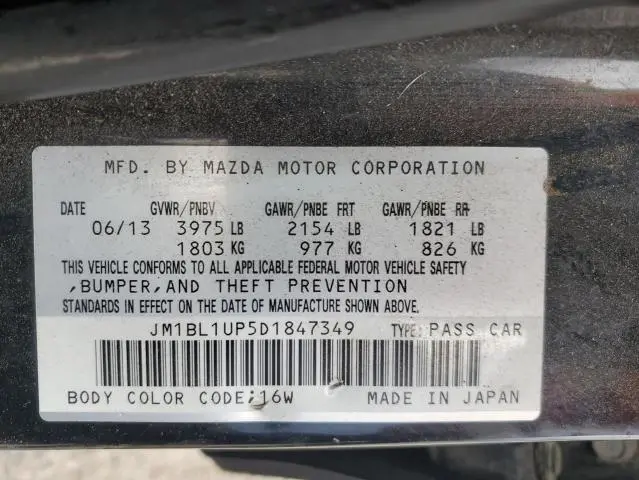 MFD. BY MAZDA MOTOR CORPORATION
DATE GVWR/PNBV GAWR/PNBE FRT GAWR/PNBE RR
06/13 3975 LB 2154 LB 1821 LB
1803 KG 977 KG 826 KG
THIS VEHICLE CONFORMS TO ALL APPLICABLE FEDERAL MOTOR VEHICLE SAFETY
,BUMPER,AND THEFT PREVENTION
STANDARDS IN EFFECT ON THE DATE OF MANUFACTURE SHOWN ABOVE.
JM1BL1UP5D1847349 TYPE: PASS CAR
BODY COLOR CODE:16W MADE IN JAPAN